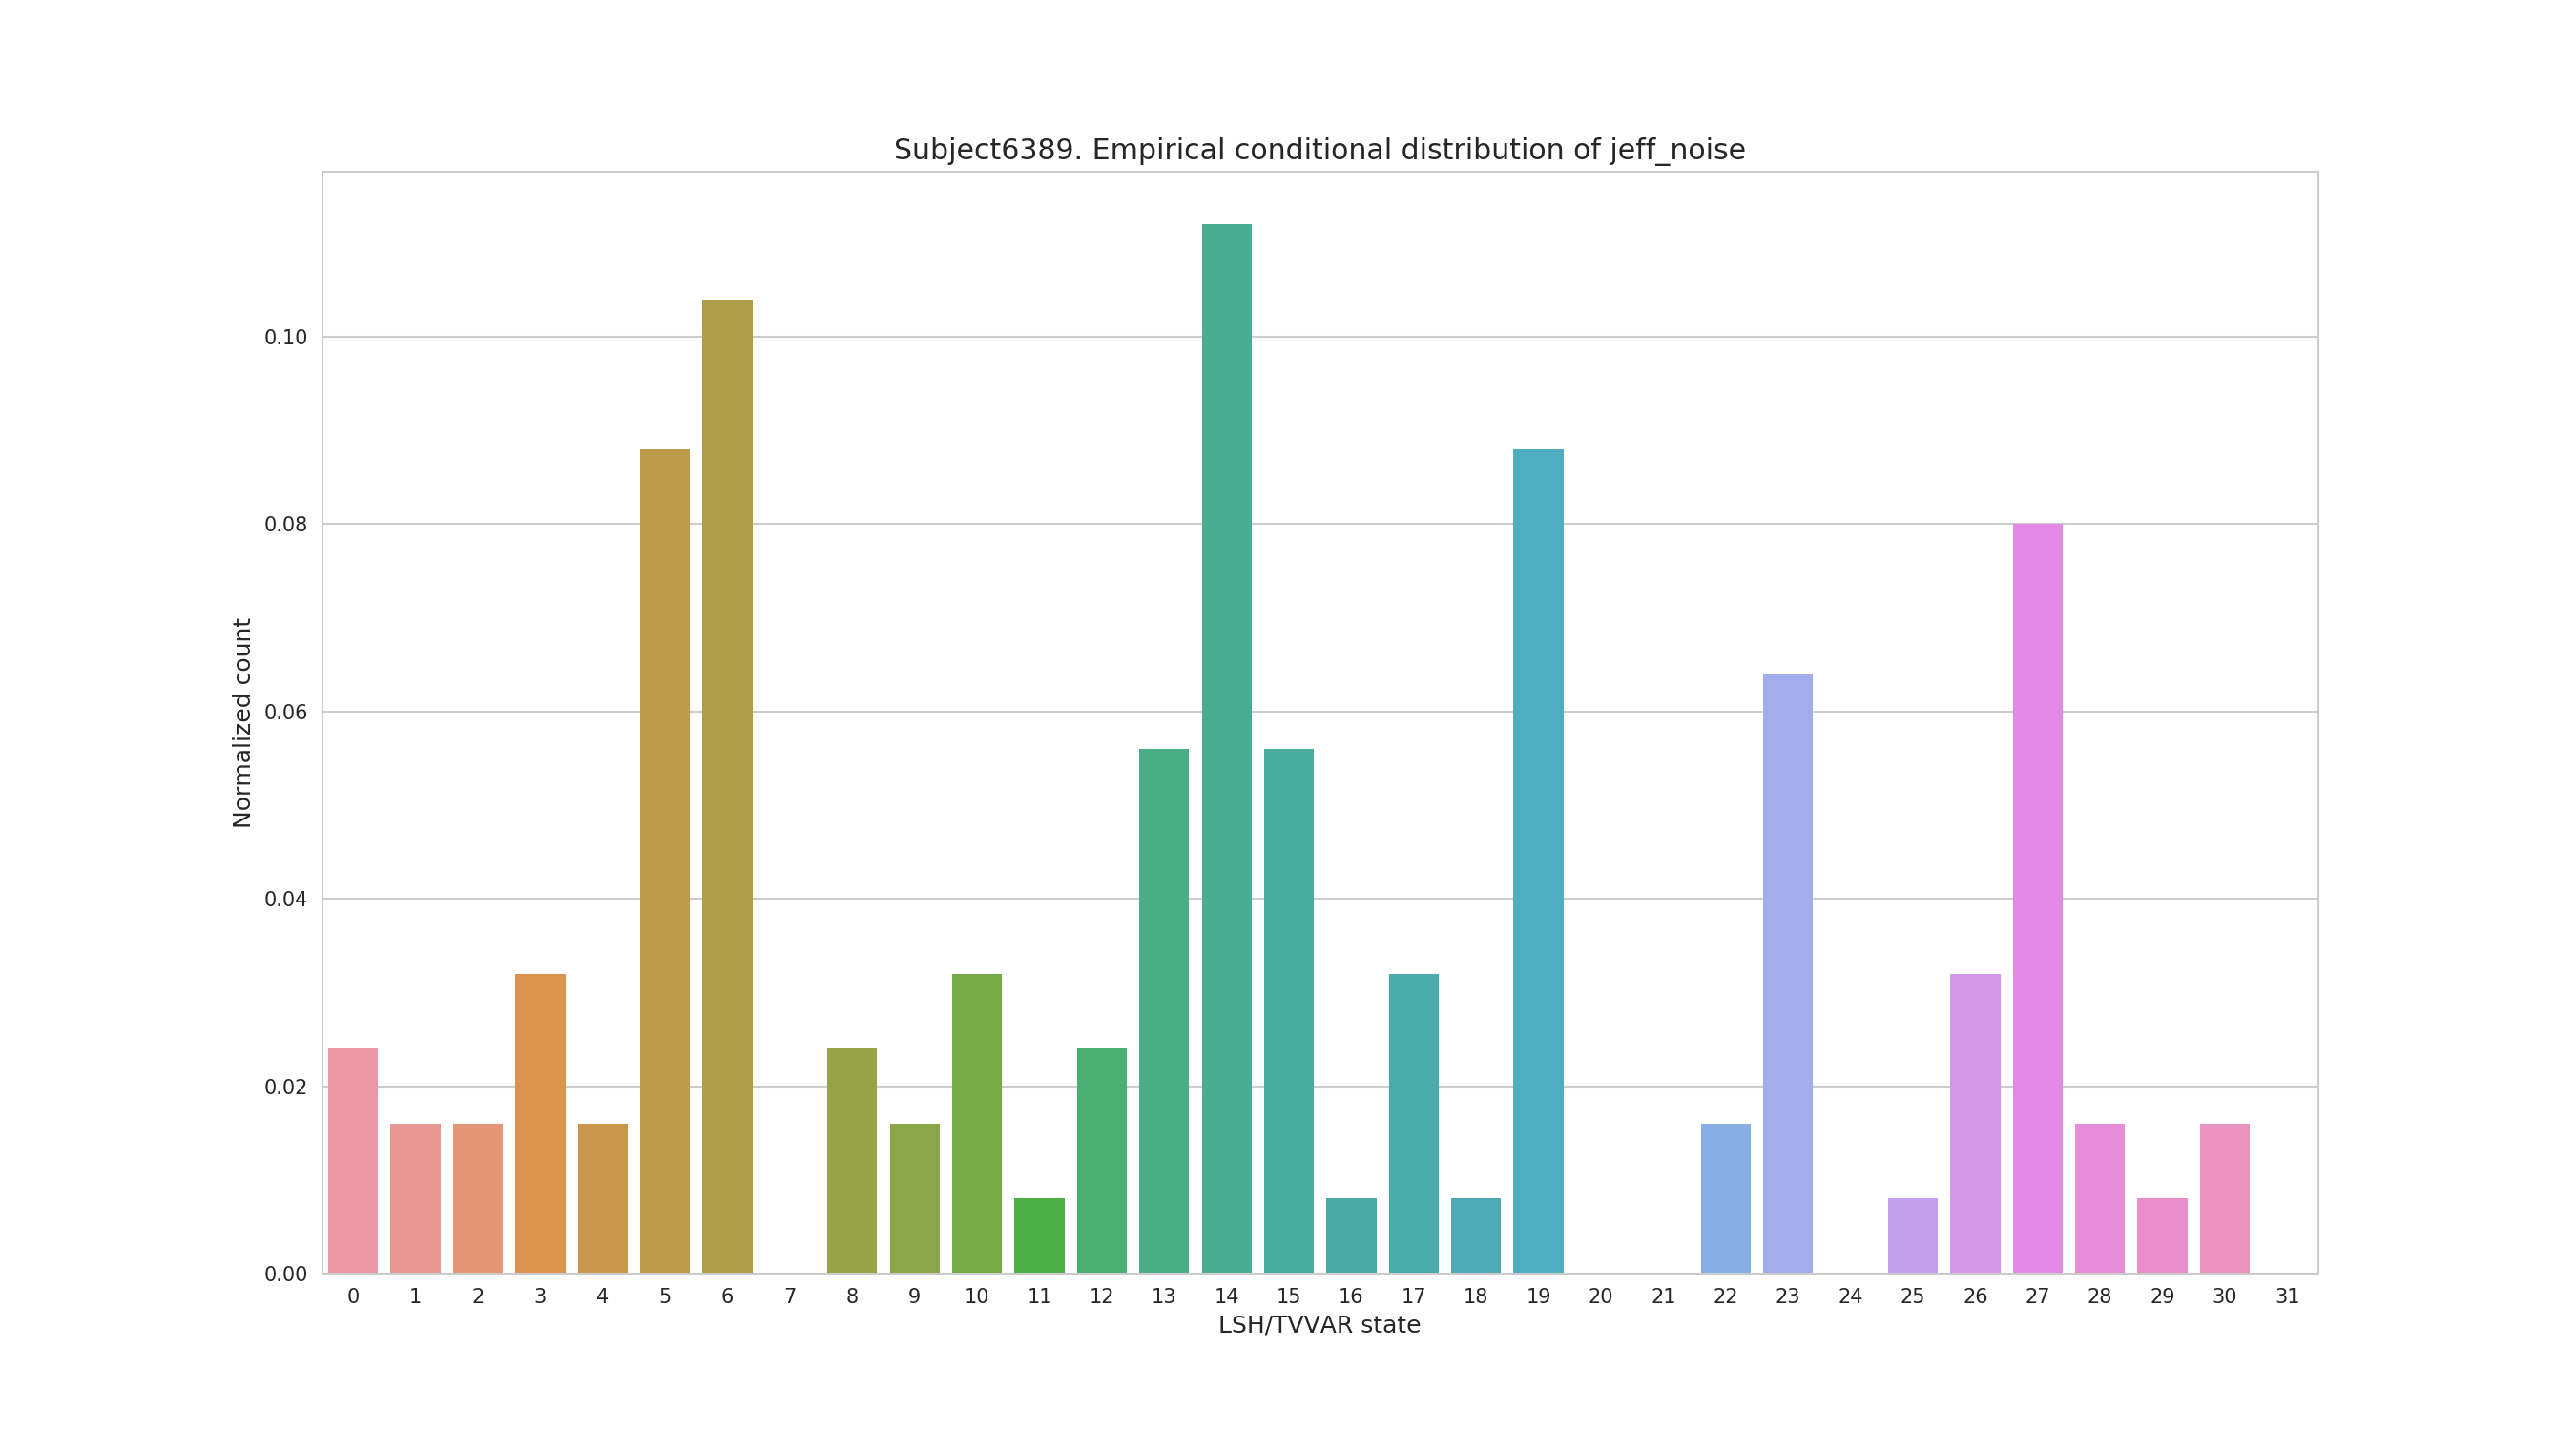 Subject6389. Empirical conditional distribution of jeff_noise
Normalized count
0.10
0.08
0.06
0.04
0.02
0.00
0 1 2 3 4 5 6 7 8 9 10 11 12 13 14 15 16 17 18 19 20 21 22 23 24 25 26 27 28 29 30 31
LSH/TVVAR state